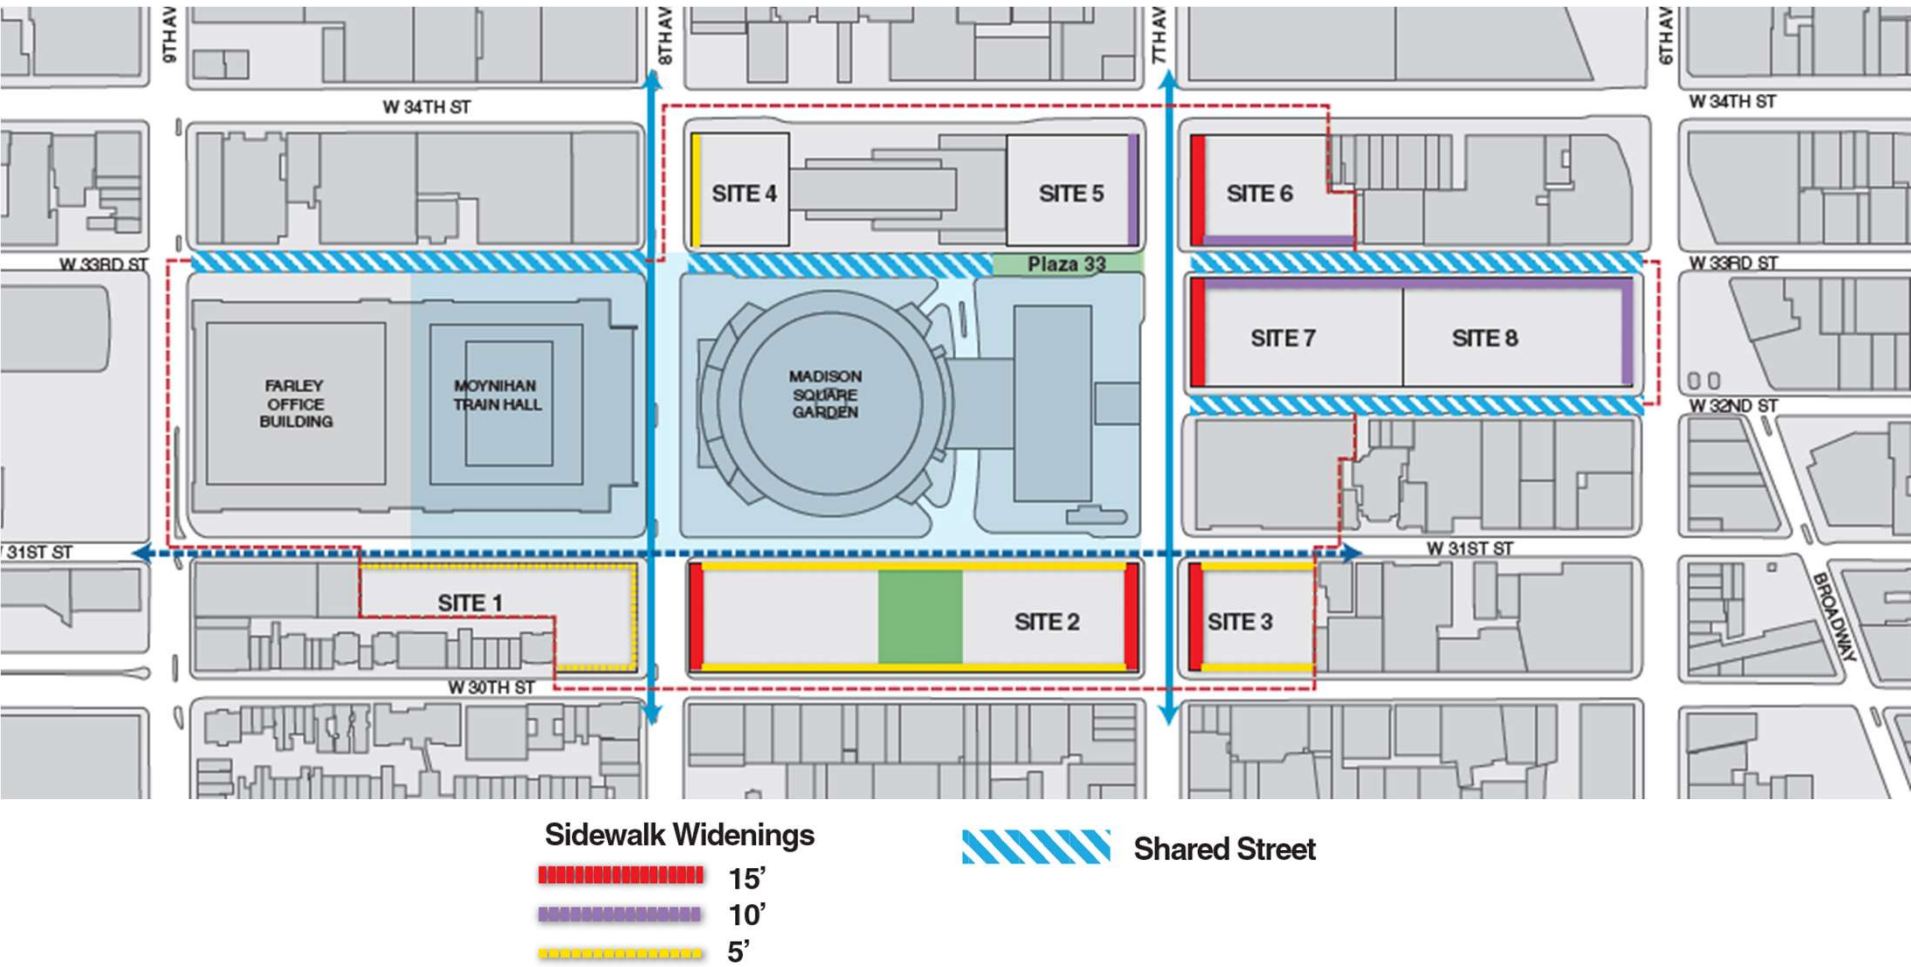 9TH AV
8TH AV
7TH AV
6TH AV
W 34TH ST
W 34TH ST
SITE 4
SITE 5
SITE 6
W 33RD ST
Plaza 33
W 33RD ST
SITE 7
SITE 8
FARLEY
OFFICE
BUILDING
MOYNIHAN
TRAIN HALL
MADISON
SQUARE
GARDEN
W 32ND ST
31ST ST
W 31ST ST
SITE 1
SITE 2
SITE 3
BROADWAY
W 30TH ST
Sidewalk Widenings
15’
10’
5’
Shared Street